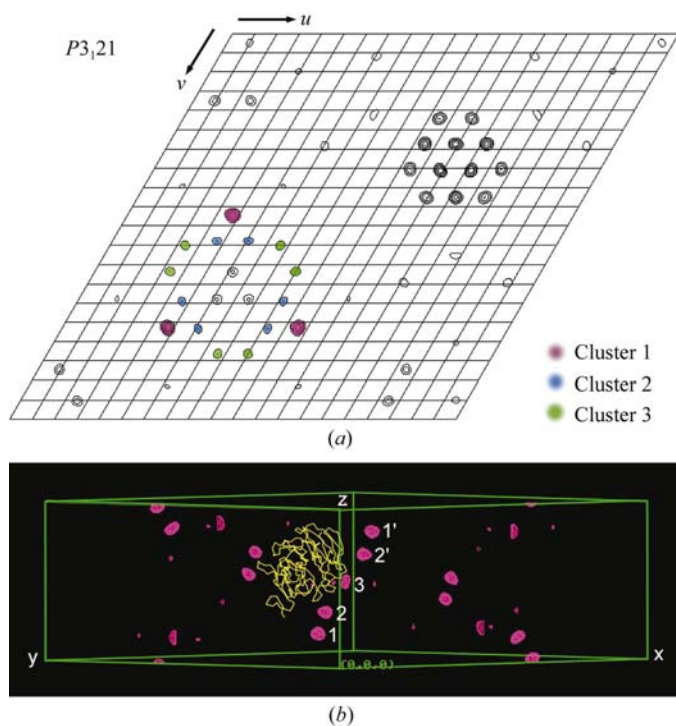 P3₁21
u
v
Cluster 1
Cluster 2
Cluster 3
(a)
z
1'
2'
3
2
1
y
(0,0,0)
x
(b)